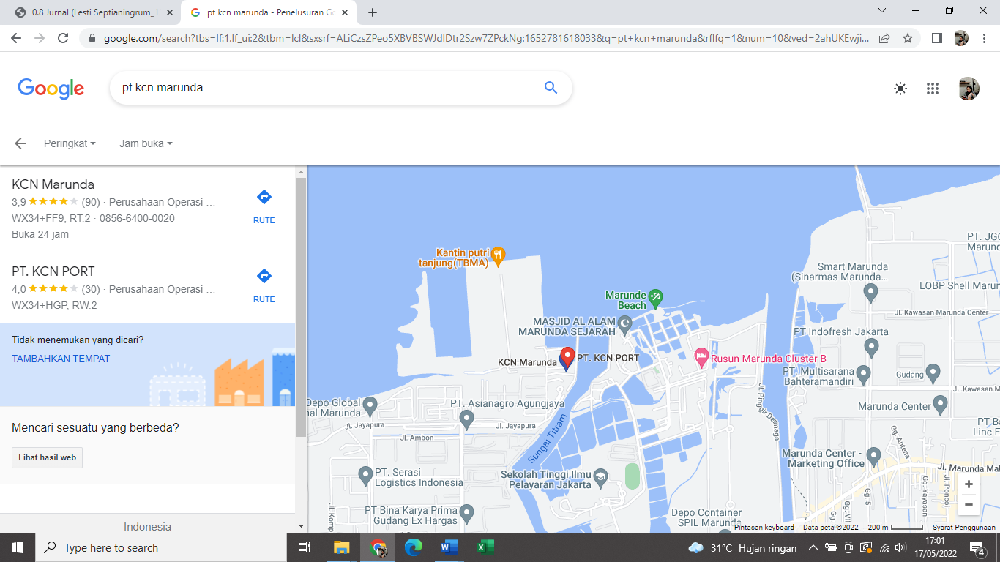 0.8 Jurnal (Lesti Septianingrum_1
pt kcn marunda - Penelusuran Go
google.com/search?tbs=lf:1,lf_ui:2&tbm=lcl&sxsrf=ALiCzsZPeo5XBVBSWJdIDtr2Szw7ZPckNg:1652781618033&q=pt+kcn+marunda&rlfq=1&num=10&ved=2ahUKEwji...
Google
pt kcn marunda
Peringkat
Jam buka
KCN Marunda
3,9 (90) · Perusahaan Operasi ...
WX34+FF9, RT.2 · 0856-6400-0020
Buka 24 jam
RUTE
PT. KCN PORT
4,0 (30) · Perusahaan Operasi ...
WX34+HGP, RW.2
RUTE
Tidak menemukan yang dicari?
TAMBAHKAN TEMPAT
Mencari sesuatu yang berbeda?
Lihat hasil web
Indonesia
Kantin putri
tanjung(TBMA)
PT. JGC
Marund
Smart Marunda
(Sinarmas Marunda...
LOBP Shell Marun
Marunde
Beach
Jl. Kawasan Marunda Center
MASJID AL ALAM
MARUNDA SEJARAH
PT Indofresh Jakarta
KCN Marunda
PT. KCN PORT
Rusun Marunda Cluster B
PT. Multisarana
Bahteramandiri
Gudang
Jl. Kawasan M
Depo Global
nal Marunda
PT. Asianagro Agungjaya
Marunda Center
Jl. Jayapura
Jl. Jayapura
Jl. Ambon
Jl. Pinggir Dermaga
PT Ba
Linc E
Sungai Titram
Gg. Antena
Marunda Center -
Marketing Office
Jl. Marunda Mak
PT. Serasi
Logistics Indonesia
Sekolah Tinggi Ilmu
Pelayaran Jakarta
Gg. 5
Gg. Yayasan
Jl. Poncol
Jl. Komp
Gg. VII
PT Bina Karya Prima
Gudang Ex Hargas
Depo Container
SPIL Marunda
Pintasan keyboard
Data peta ©2022
200 m
Syarat Penggunaan
Type here to search
31°C Hujan ringan
17:01
17/05/2022
4